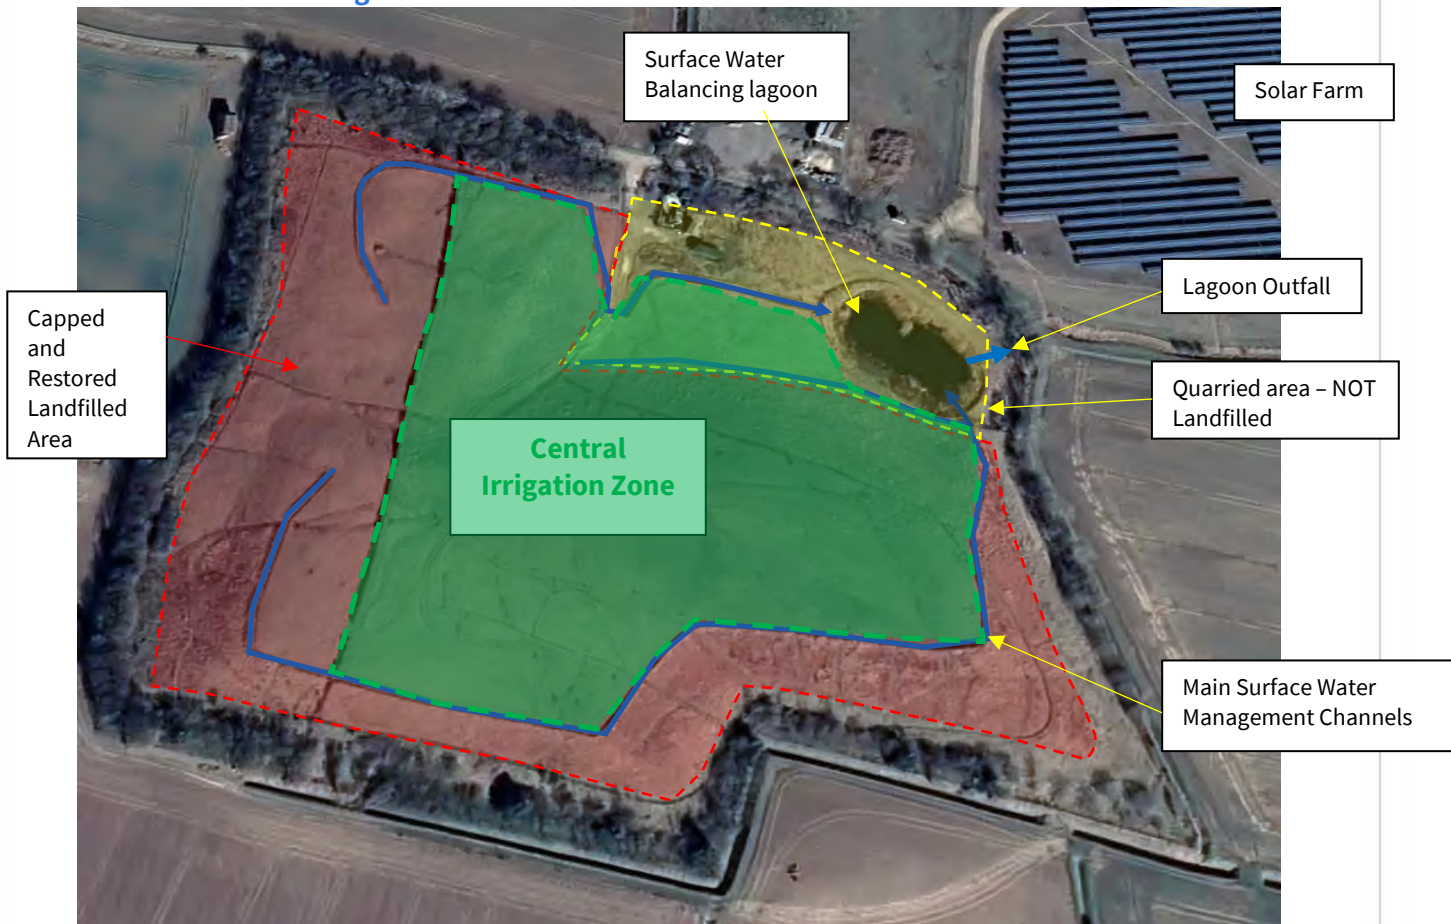 Surface Water
Balancing lagoon
Solar Farm
Lagoon Outfall
Capped
and
Restored
Landfilled
Area
Quarried area – NOT
Landfilled
Central
Irrigation Zone
Main Surface Water
Management Channels